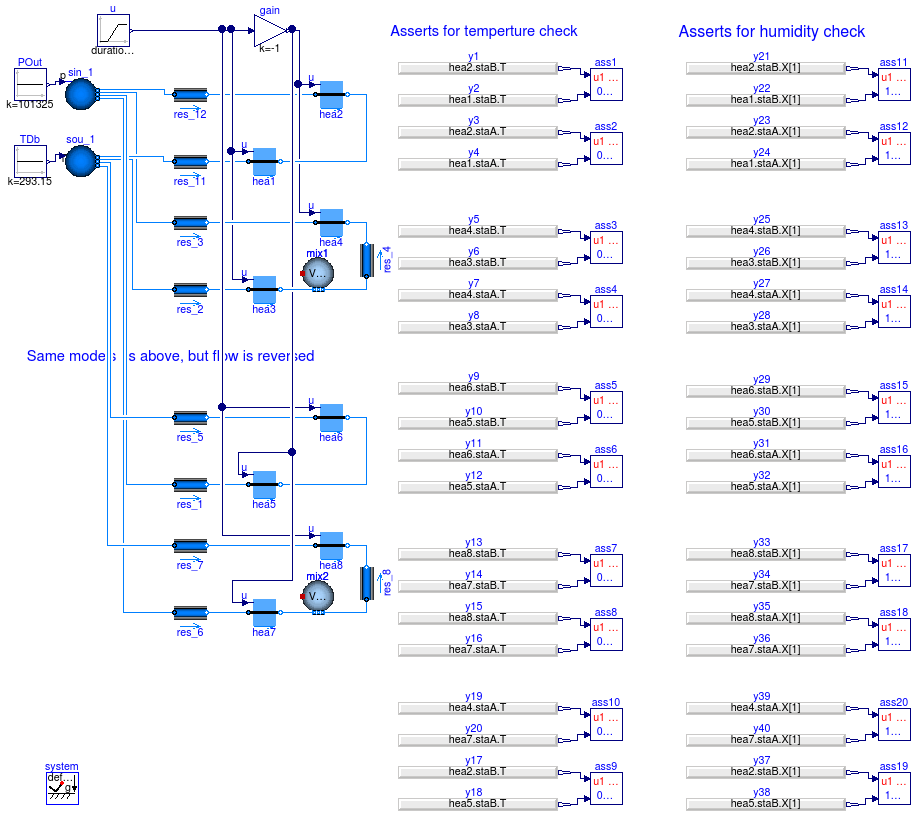 u
gain
Asserts for temperture check
Asserts for humidity check
duratio...
k=-1
POut
p
sin_1
k=101325
TDb
sou_1
k=293.15
res_12
u
hea2
res_11
u
hea1
res_3
u
hea4
mix1
V...
res_4
res_2
u
hea3
Same mode s s above, but fl w is reversed
res_5
u
hea6
res_1
u
hea5
res_7
u
hea8
mix2
V...
res_8
res_6
u
hea7
system
def...
g
y1
hea2.staB.T
ass1
u1 ...
0...
y2
hea1.staB.T
y3
hea2.staA.T
ass2
u1 ...
0...
y4
hea1.staA.T
y5
hea4.staB.T
ass3
u1 ...
0...
y6
hea3.staB.T
y7
hea4.staA.T
ass4
u1 ...
0...
y8
hea3.staA.T
y9
hea6.staB.T
ass5
u1 ...
0...
y10
hea5.staB.T
y11
hea6.staA.T
ass6
u1 ...
0...
y12
hea5.staA.T
y13
hea8.staB.T
ass7
u1 ...
0...
y14
hea7.staB.T
y15
hea8.staA.T
ass8
u1 ...
0...
y16
hea7.staA.T
y19
hea4.staA.T
ass10
u1 ...
0...
y20
hea7.staA.T
y17
hea2.staB.T
ass9
u1 ...
0...
y18
hea5.staB.T
y21
hea2.staB.X[1]
ass11
u1 ...
1...
y22
hea1.staB.X[1]
y23
hea2.staA.X[1]
ass12
u1 ...
1...
y24
hea1.staA.X[1]
y25
hea4.staB.X[1]
ass13
u1 ...
1...
y26
hea3.staB.X[1]
y27
hea4.staA.X[1]
ass14
u1 ...
1...
y28
hea3.staA.X[1]
y29
hea6.staB.X[1]
ass15
u1 ...
1...
y30
hea5.staB.X[1]
y31
hea6.staA.X[1]
ass16
u1 ...
1...
y32
hea5.staA.X[1]
y33
hea8.staB.X[1]
ass17
u1 ...
1...
y34
hea7.staB.X[1]
y35
hea8.staA.X[1]
ass18
u1 ...
1...
y36
hea7.staA.X[1]
y39
hea4.staA.X[1]
ass20
u1 ...
1...
y40
hea7.staA.X[1]
y37
hea2.staB.X[1]
ass19
u1 ...
1...
y38
hea5.staB.X[1]